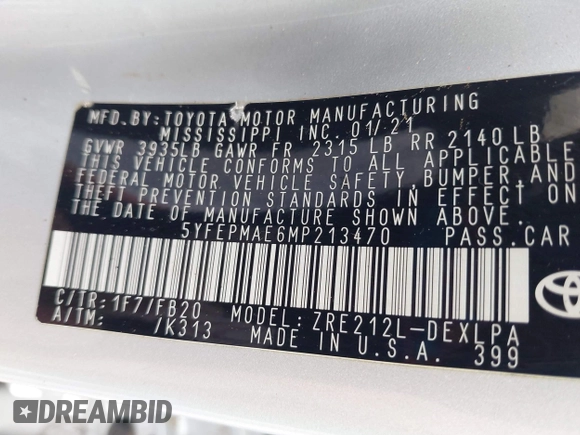 MFD.BY:TOYOTA MOTOR MANUFACTURING
MISSISSIPPI INC. 01/21
GVWR 3935LB GAWR FR 2315 LB RR 2140 LB
THIS VEHICLE CONFORMS TO ALL APPLICABLE
FEDERAL MOTOR VEHICLE SAFETY, BUMPER, AND
THEFT PREVENTION STANDARDS IN EFFECT ON
THE DATE OF MANUFACTURE SHOWN ABOVE.
5YFEPMAE6MP213470 PASS.CAR
C/TR: 1F7/FB20 MODEL: ZRE212L-DEXLPA
A/TM: /K313 MADE IN U.S.A. 399
DREAMBID